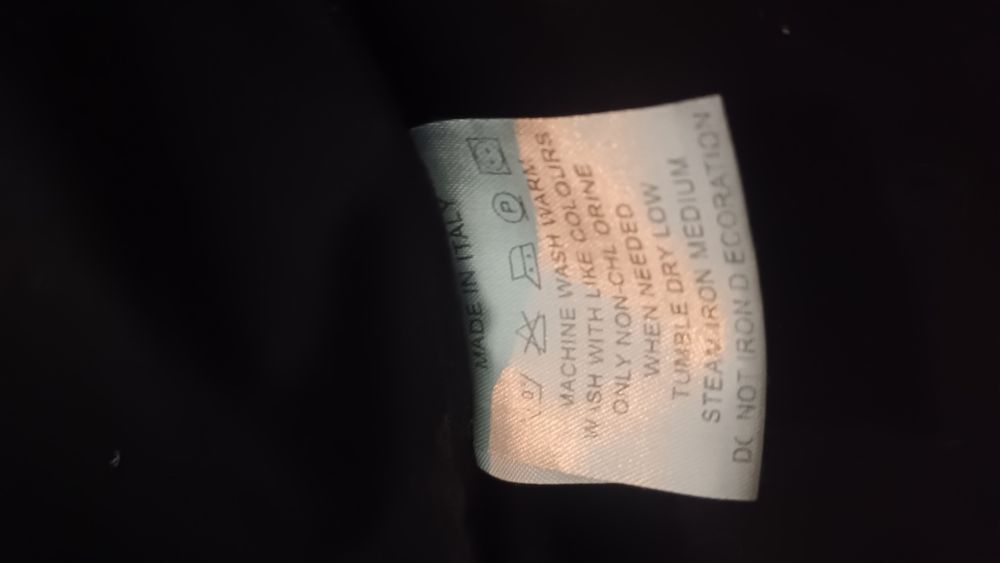 MADE IN ITALY
P
MACHINE WASH WARM
WASH WITH LIKE COLOURS
ONLY NON-CHLORINE
WHEN NEEDED
TUMBLE DRY LOW
STEAM IRON MEDIUM
DO NOT IRON D ECORATION